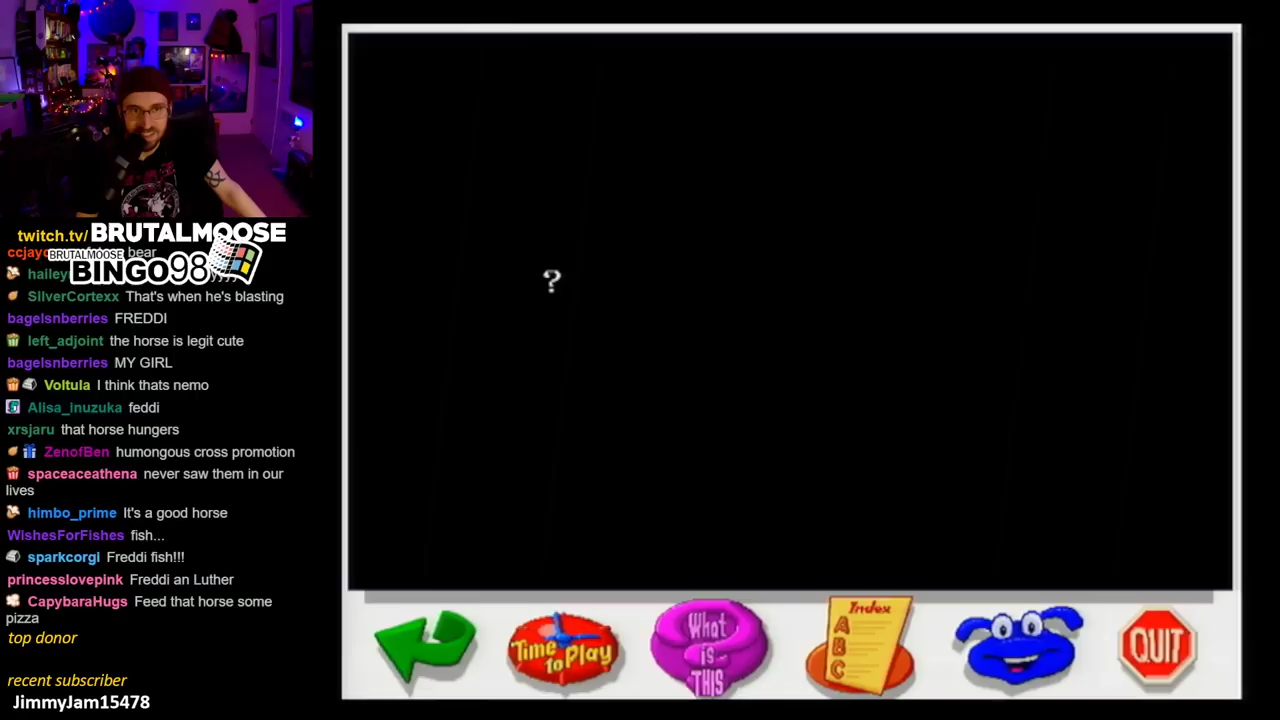 twitch.tv/BRUTALMOOSE
bear
BRUTALMOOSE
BINGO98
SilverCortexx That's when he's blasting
bagelsnberries FREDDI
left_adjoint the horse is legit cute
bagelsnberries MY GIRL
Voltula I think thats nemo
Alisa_inuzuka feddi
xrsjaru that horse hungers
ZenofBen humongous cross promotion
spaceaceathena never saw them in our
lives
himbo_prime It's a good horse
WishesForFishes fish...
sparkcorgi Freddi fish!!!
princesslovepink Freddi an Luther
CapybaraHugs Feed that horse some
pizza
top donor
recent subscriber
JimmyJam15478
?
Time
to Play
What
is
THIS
Index
A
B
C
QUIT